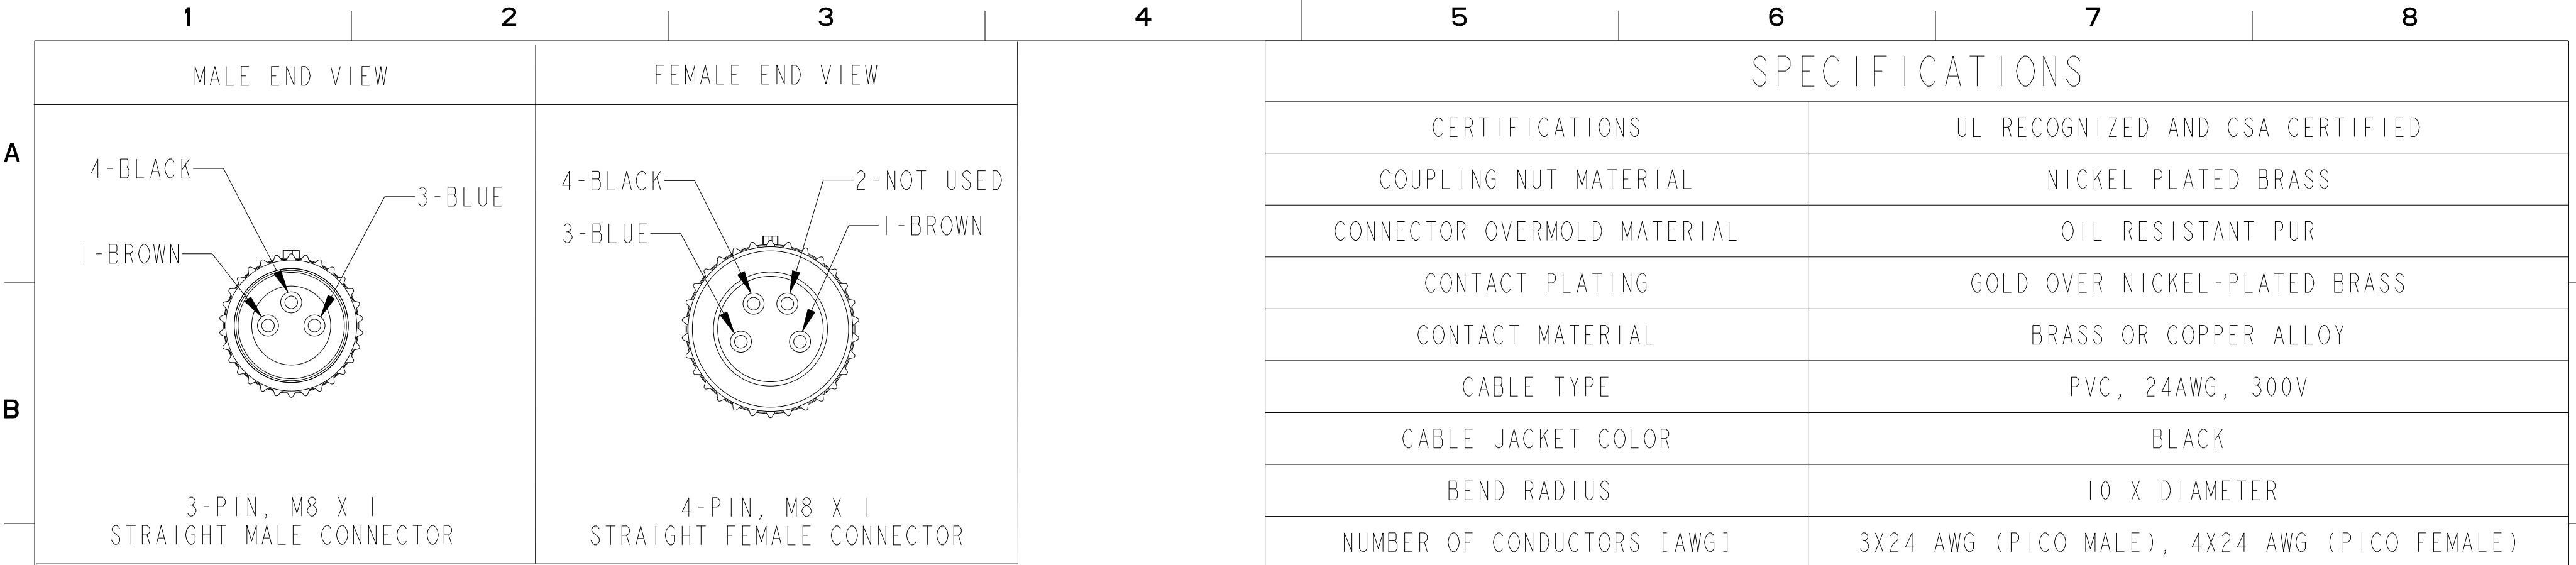 1 2 3 4 5 6 7 8
A
B
MALE END VIEW
4-BLACK
3-BLUE
1-BROWN
3-PIN, M8 X 1
STRAIGHT MALE CONNECTOR
FEMALE END VIEW
4-BLACK
2-NOT USED
3-BLUE
1-BROWN
4-PIN, M8 X 1
STRAIGHT FEMALE CONNECTOR
SPECIFICATIONS
CERTIFICATIONS UL RECOGNIZED AND CSA CERTIFIED
COUPLING NUT MATERIAL NICKEL PLATED BRASS
CONNECTOR OVERMOLD MATERIAL OIL RESISTANT PUR
CONTACT PLATING GOLD OVER NICKEL-PLATED BRASS
CONTACT MATERIAL BRASS OR COPPER ALLOY
CABLE TYPE PVC, 24AWG, 300V
CABLE JACKET COLOR BLACK
BEND RADIUS 10 X DIAMETER
NUMBER OF CONDUCTORS [AWG] 3X24 AWG (PICO MALE), 4X24 AWG (PICO FEMALE)